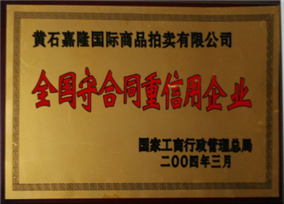 黄石嘉隆国际商品拍卖有限公司
全国守合同重信用企业
国家工商行政管理总局
二00四年三月